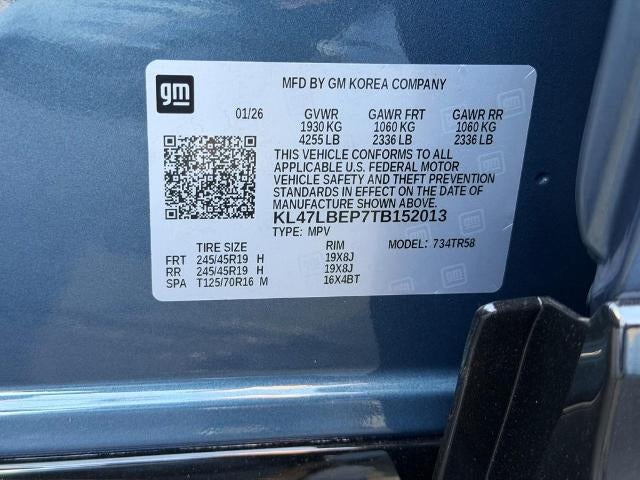 gm
MFD BY GM KOREA COMPANY
01/26 GVWR GAWR FRT GAWR RR
1930 KG 1060 KG 1060 KG
4255 LB 2336 LB 2336 LB
THIS VEHICLE CONFORMS TO ALL
APPLICABLE U.S. FEDERAL MOTOR
VEHICLE SAFETY AND THEFT PREVENTION
STANDARDS IN EFFECT ON THE DATE OF
MANUFACTURE SHOWN ABOVE.
KL47LBEP7TB152013
TYPE: MPV MODEL: 734TR58
TIRE SIZE RIM
FRT 245/45R19 H 19X8J
RR 245/45R19 H 19X8J
SPA T125/70R16 M 16X4BT